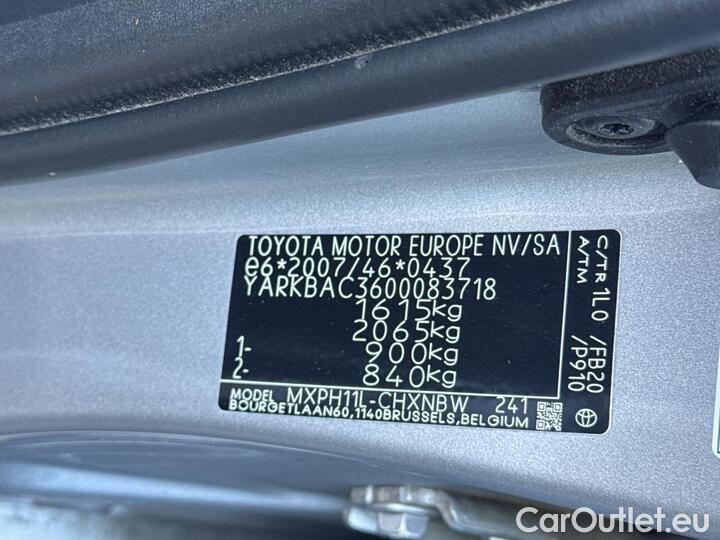 TOYOTA MOTOR EUROPE NV/SA
e6*2007/46*0437
YARKBAC3600083718
1615kg
2065kg
1- 900kg
2- 840kg
MODEL MXPH11L-CHXNBW 241
BOURGETLAAN60,1140BRUSSELS,BELGIUM
C/TR 1L0 /FB20
A/TM /P910
CarOutlet.eu